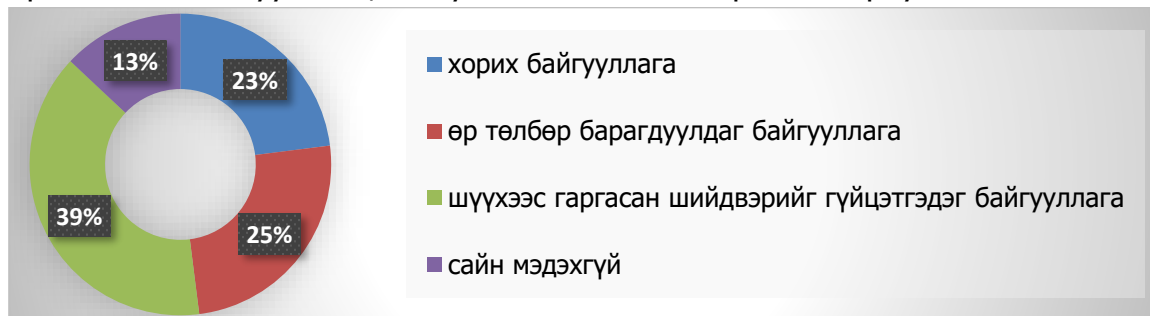 13%
23%
39%
25%
хорих байгууллага
өр төлбөр барагдуулдаг байгууллага
шүүхээс гаргасан шийдвэрийг гүйцэтгэдэг байгууллага
сайн мэдэхгүй